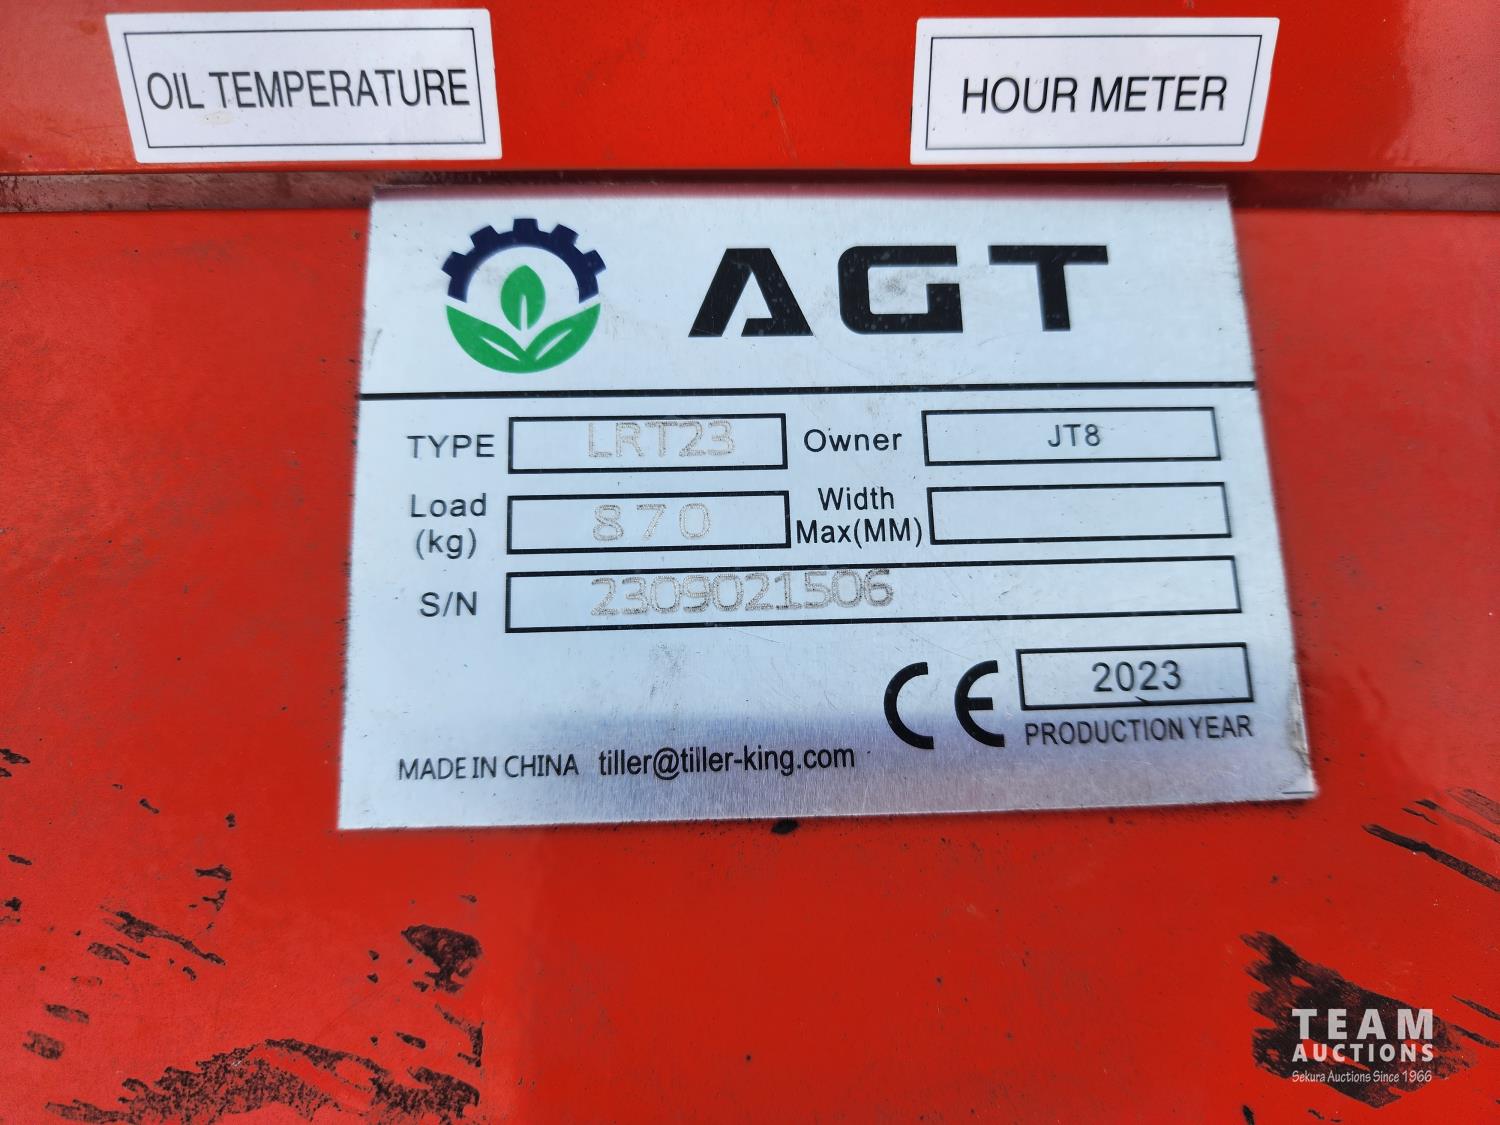 OIL TEMPERATURE
HOUR METER
AGT
TYPE LRT23 Owner JT8
Load (kg) 870 Width Max(MM)
S/N 2309021506
CE 2023
PRODUCTION YEAR
MADE IN CHINA tiller@tiller-king.com
TEAM
AUCTIONS
Sekura Auctions Since 1966